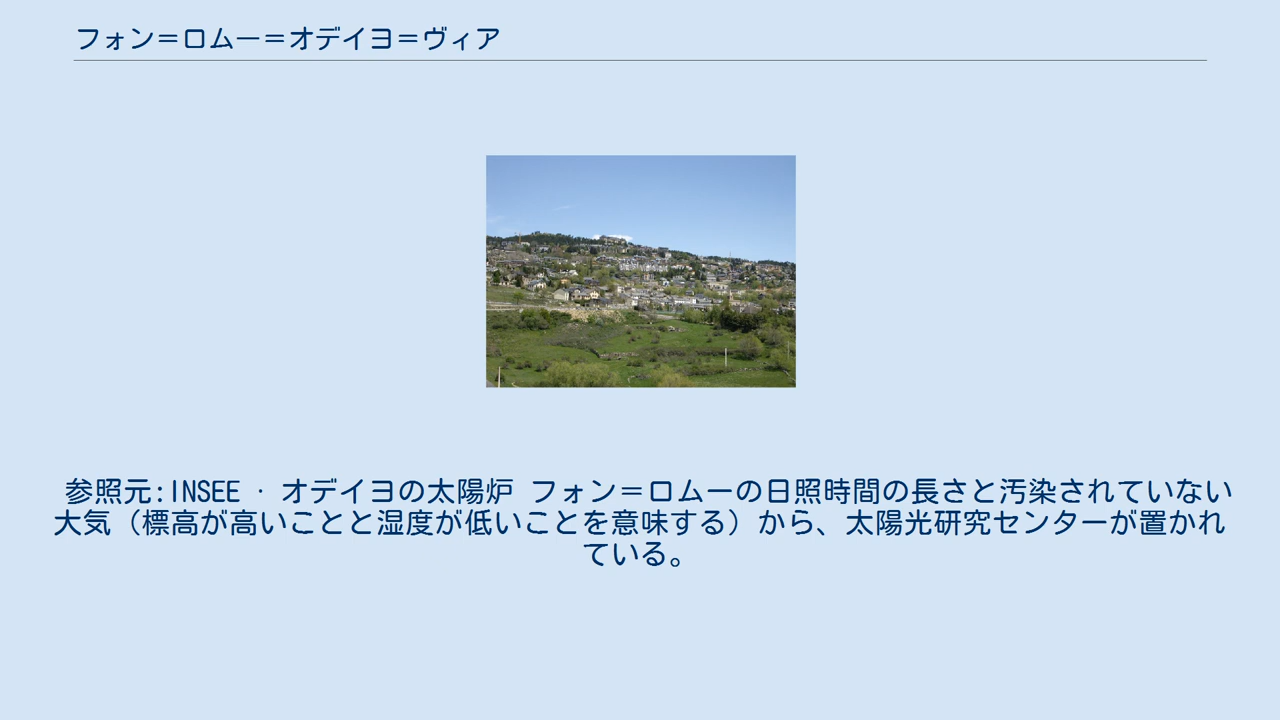 フォン＝ロムー＝オデイヨ＝ヴィア
参照元:INSEE · オデイヨの太陽炉 フォン＝ロムーの日照時間の長さと汚染されていない
大気（標高が高いことと湿度が低いことを意味する）から、太陽光研究センターが置かれ
ている。